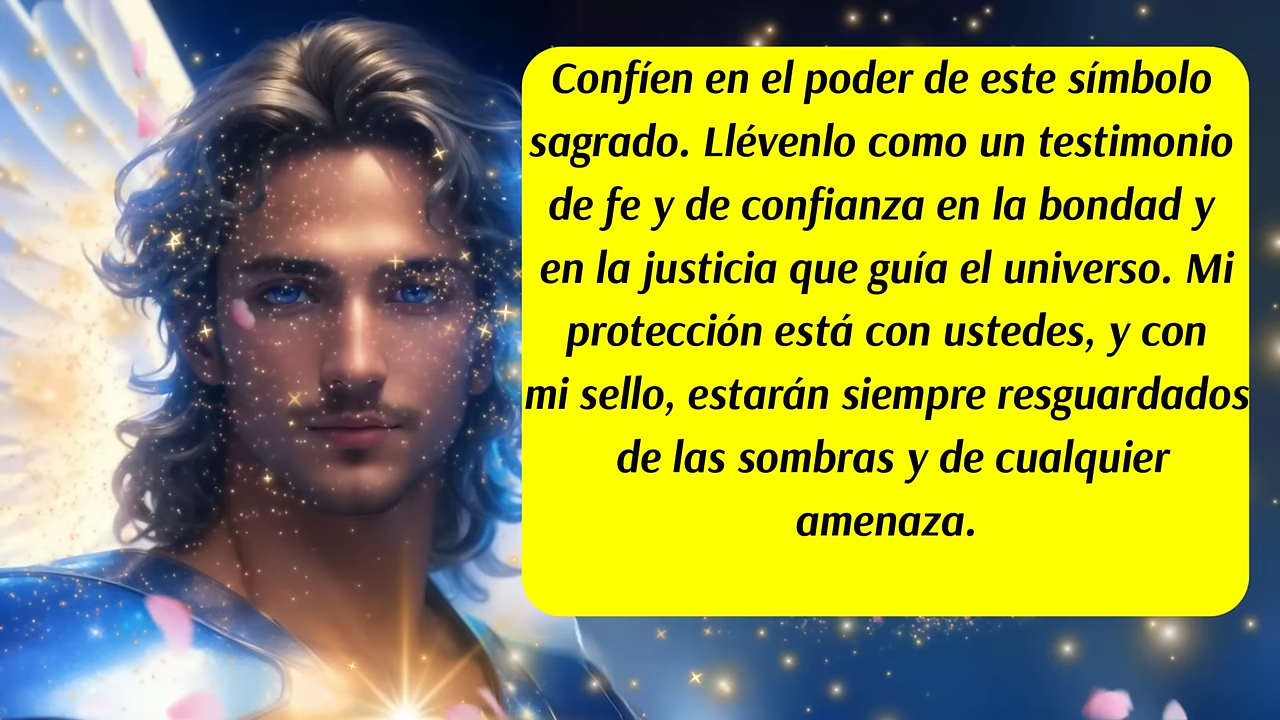 Confíen en el poder de este símbolo
sagrado. Llévenlo como un testimonio
de fe y de confianza en la bondad y
en la justicia que guía el universo. Mi
protección está con ustedes, y con
mi sello, estarán siempre resguardados
de las sombras y de cualquier
amenaza.